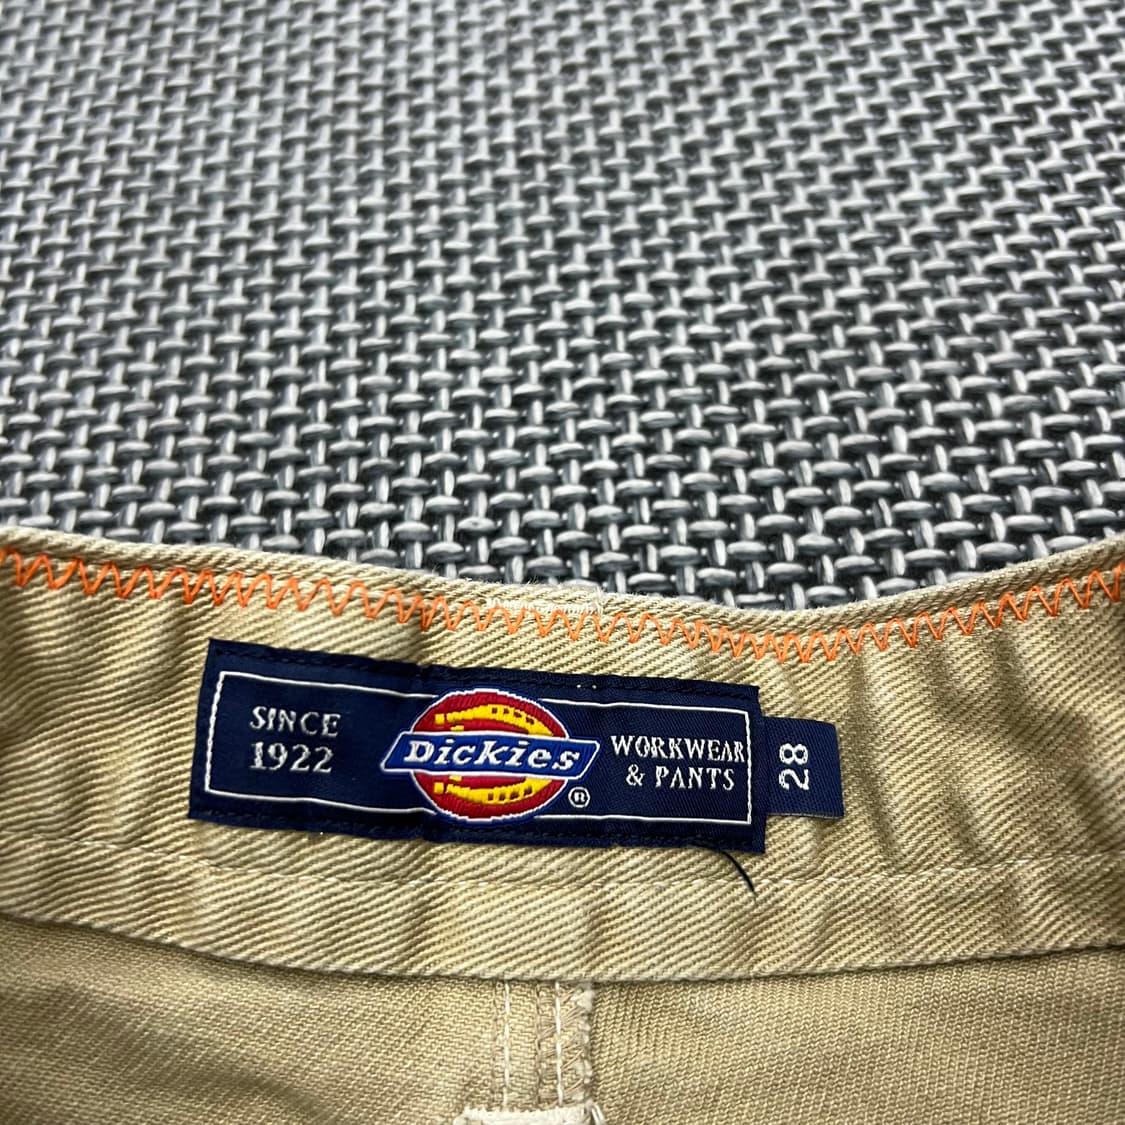 SINCE
1922
Dickies
®
WORKWEAR
& PANTS
28